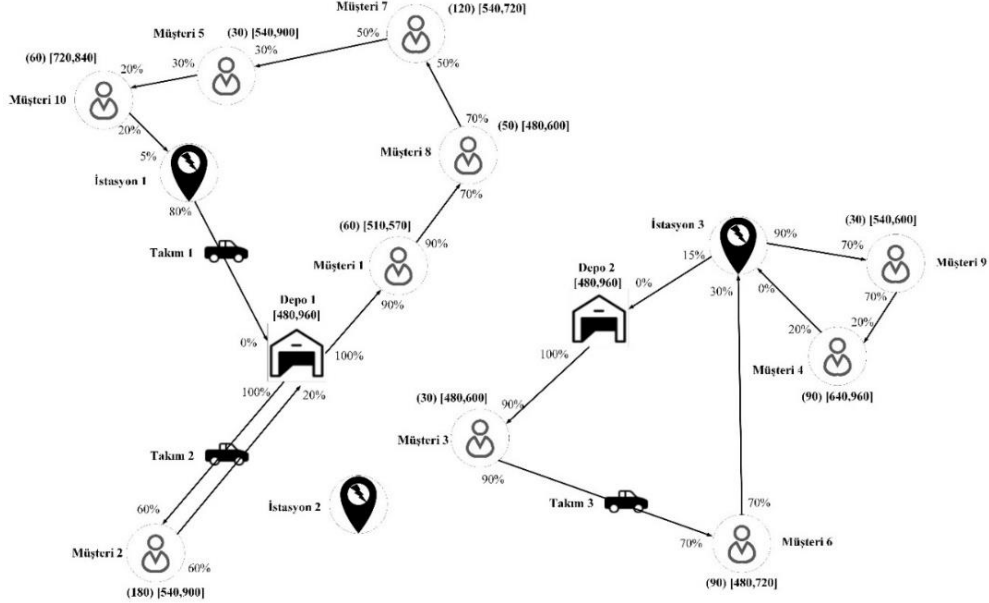 Müşteri 7
(120) [540,720]
Müşteri 5
(30) [540,900]
50%
30%
50%
(60) [720,840]
20%
30%
Müşteri 10
20%
70%
(50) [480,600]
Müşteri 8
5%
70%
İstasyon 1
80%
(60) [510,570]
90%
Takım 1
Müşteri 1
90%
Depo 1
[480,960]
0%
100%
100%
20%
Takım 2
60%
Müşteri 2
60%
(180) [540,900]
İstasyon 2
İstasyon 3
90%
(30) [540,600]
70%
Müşteri 9
15%
Depo 2
[480,960]
0%
30%
0%
70%
20%
20%
100%
Müşteri 4
(90) [640,960]
(30) [480,600]
90%
Müşteri 3
90%
Takım 3
70%
70%
Müşteri 6
(90) [480,720]